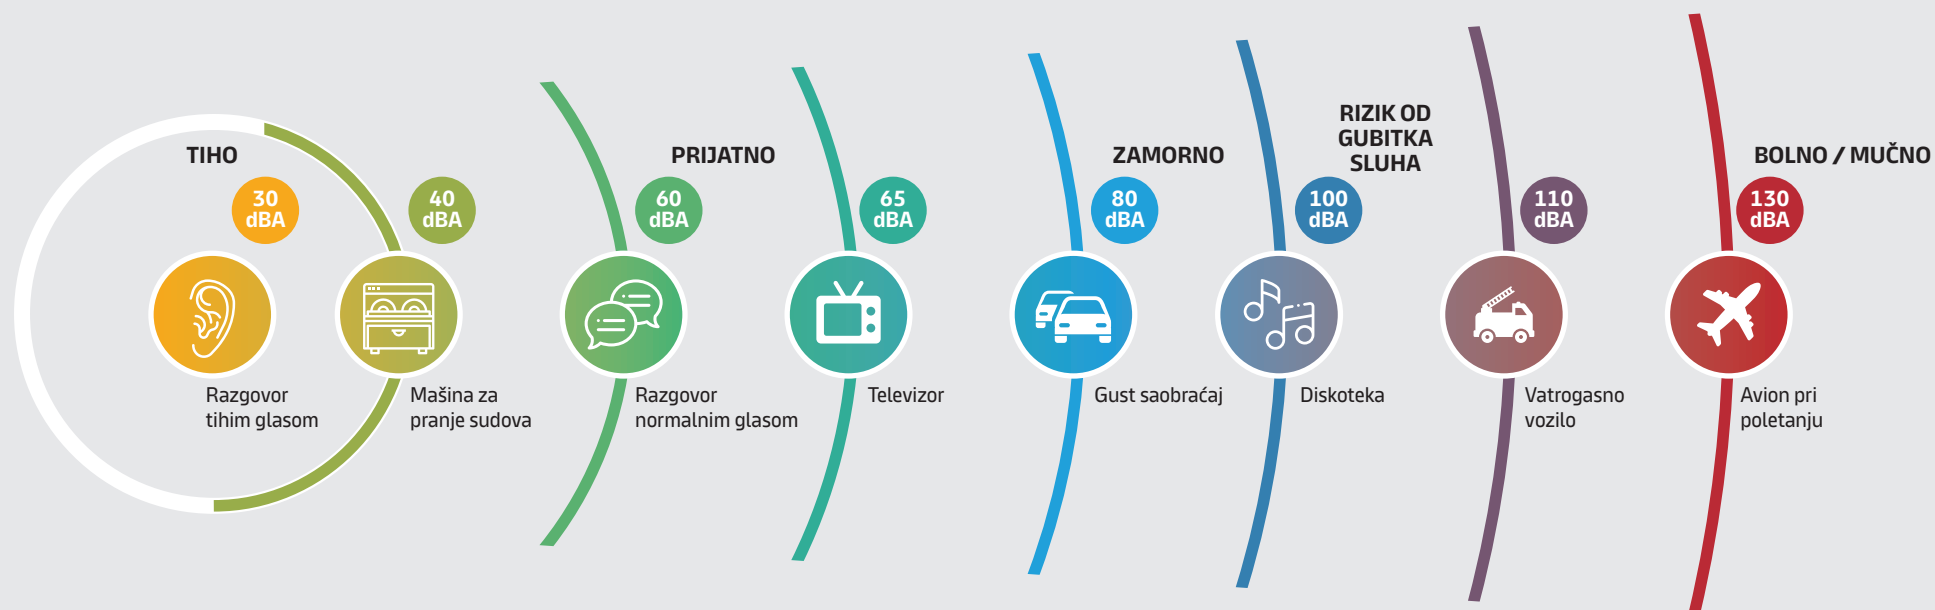 TIHO
30
dBA
Razgovor
tihim glasom
40
dBA
Mašina za
pranje sudova
PRIJATNO
60
dBA
Razgovor
normalnim glasom
65
dBA
Televizor
ZAMORNO
80
dBA
Gust saobraćaj
RIZIK OD
GUBITKA
SLUHA
100
dBA
Diskoteka
110
dBA
Vatrogasno
vozilo
BOLNO / MUČNO
130
dBA
Avion pri
poletanju